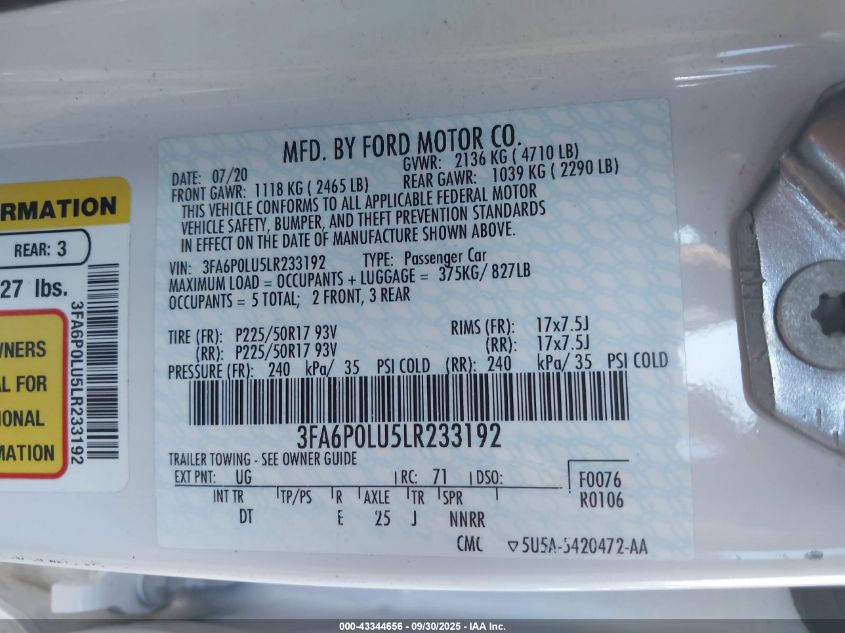 RMATION
REAR: 3
27 lbs.
WNERS
AL FOR
IONAL
MATION
3FA6P0LU5LR233192
MFD. BY FORD MOTOR CO.
DATE: 07/20 GVWR: 2136 KG ( 4710 LB)
FRONT GAWR: 1118 KG ( 2465 LB) REAR GAWR: 1039 KG ( 2290 LB)
THIS VEHICLE CONFORMS TO ALL APPLICABLE FEDERAL MOTOR
VEHICLE SAFETY, BUMPER, AND THEFT PREVENTION STANDARDS
IN EFFECT ON THE DATE OF MANUFACTURE SHOWN ABOVE.
VIN: 3FA6P0LU5LR233192 TYPE: Passenger Car
MAXIMUM LOAD = OCCUPANTS + LUGGAGE = 375KG/ 827LB
OCCUPANTS = 5 TOTAL; 2 FRONT, 3 REAR
TIRE (FR): P225/50R17 93V RIMS (FR): 17x7.5J
(RR): P225/50R17 93V (RR): 17x7.5J
PRESSURE (FR): 240 kPa/ 35 PSI COLD (RR): 240 kPa/ 35 PSI COLD
3FA6P0LU5LR233192
TRAILER TOWING - SEE OWNER GUIDE
EXT PNT: UG RC: 71 DSO: F0076
INT TR TP/PS R AXLE TR SPR R0106
DT E 25 J NNRR
CMC ▽5U5A-5420472-AA
000-43344656 – 09/30/2025 – IAA Inc.